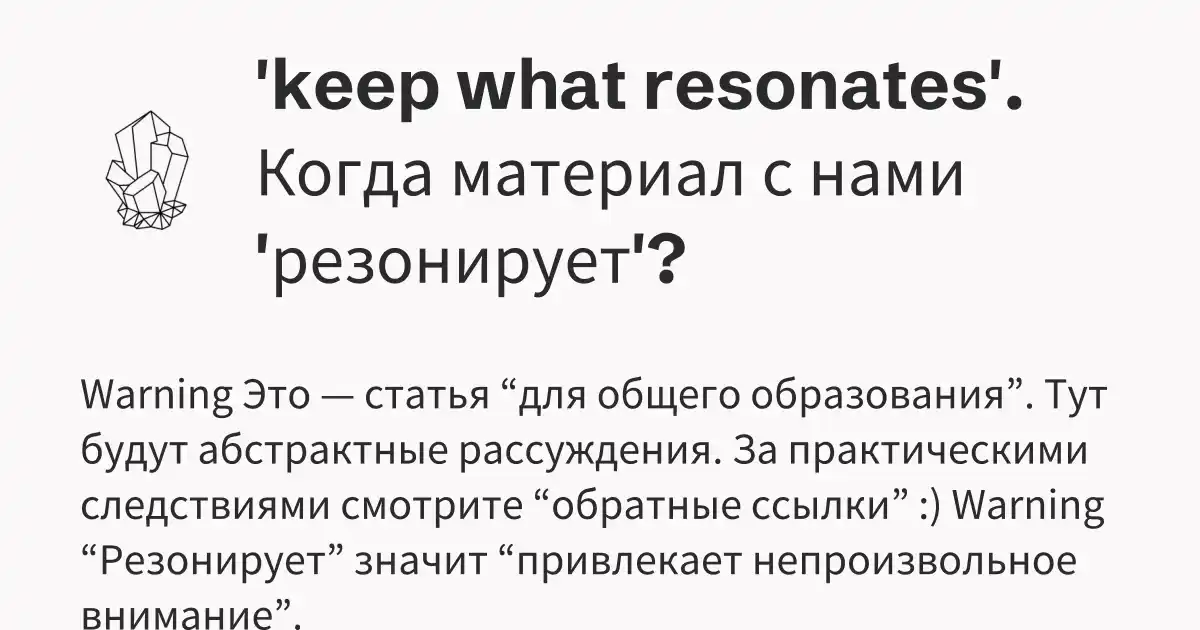 'keep what resonates'.
Когда материал с нами
'резонирует'?
Warning Это — статья “для общего образования”. Тут
будут абстрактные рассуждения. За практическими
следствиями смотрите “обратные ссылки” :) Warning
“Резонирует” значит “привлекает непроизвольное
внимание”.